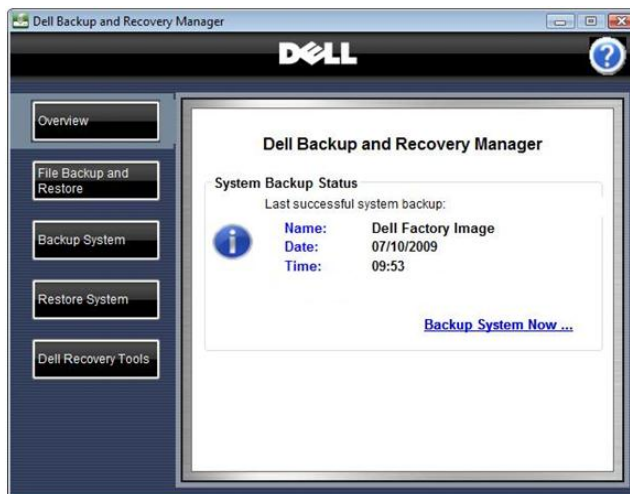 Dell Backup and Recovery Manager
DELL
?
Overview
File Backup and
Restore
Backup System
Restore System
Dell Recovery Tools
Dell Backup and Recovery Manager
System Backup Status
Last successful system backup:
Name: Dell Factory Image
Date: 07/10/2009
Time: 09:53
Backup System Now ...